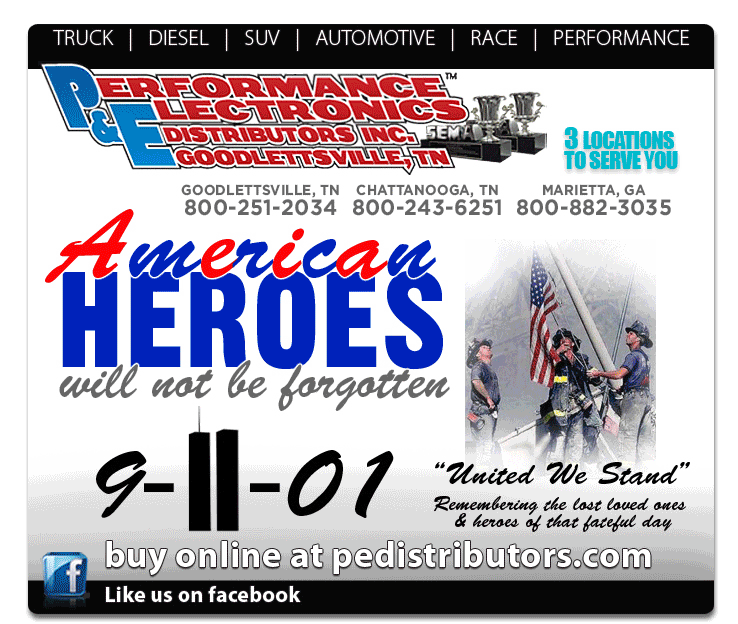 TRUCK | DIESEL | SUV | AUTOMOTIVE | RACE | PERFORMANCE
PERFORMANCE™
P&E ELECTRONICS
DISTRIBUTORS INC.
GOODLETTSVILLE, TN
SEMA
3 LOCATIONS
TO SERVE YOU
GOODLETTSVILLE, TN CHATTANOOGA, TN MARIETTA, GA
800-251-2034 800-243-6251 800-882-3035
American
HEROES
will not be forgotten
9-11-01
"United We Stand"
Remembering the lost loved ones
& heroes of that fateful day
buy online at pedistributors.com
f
Like us on facebook